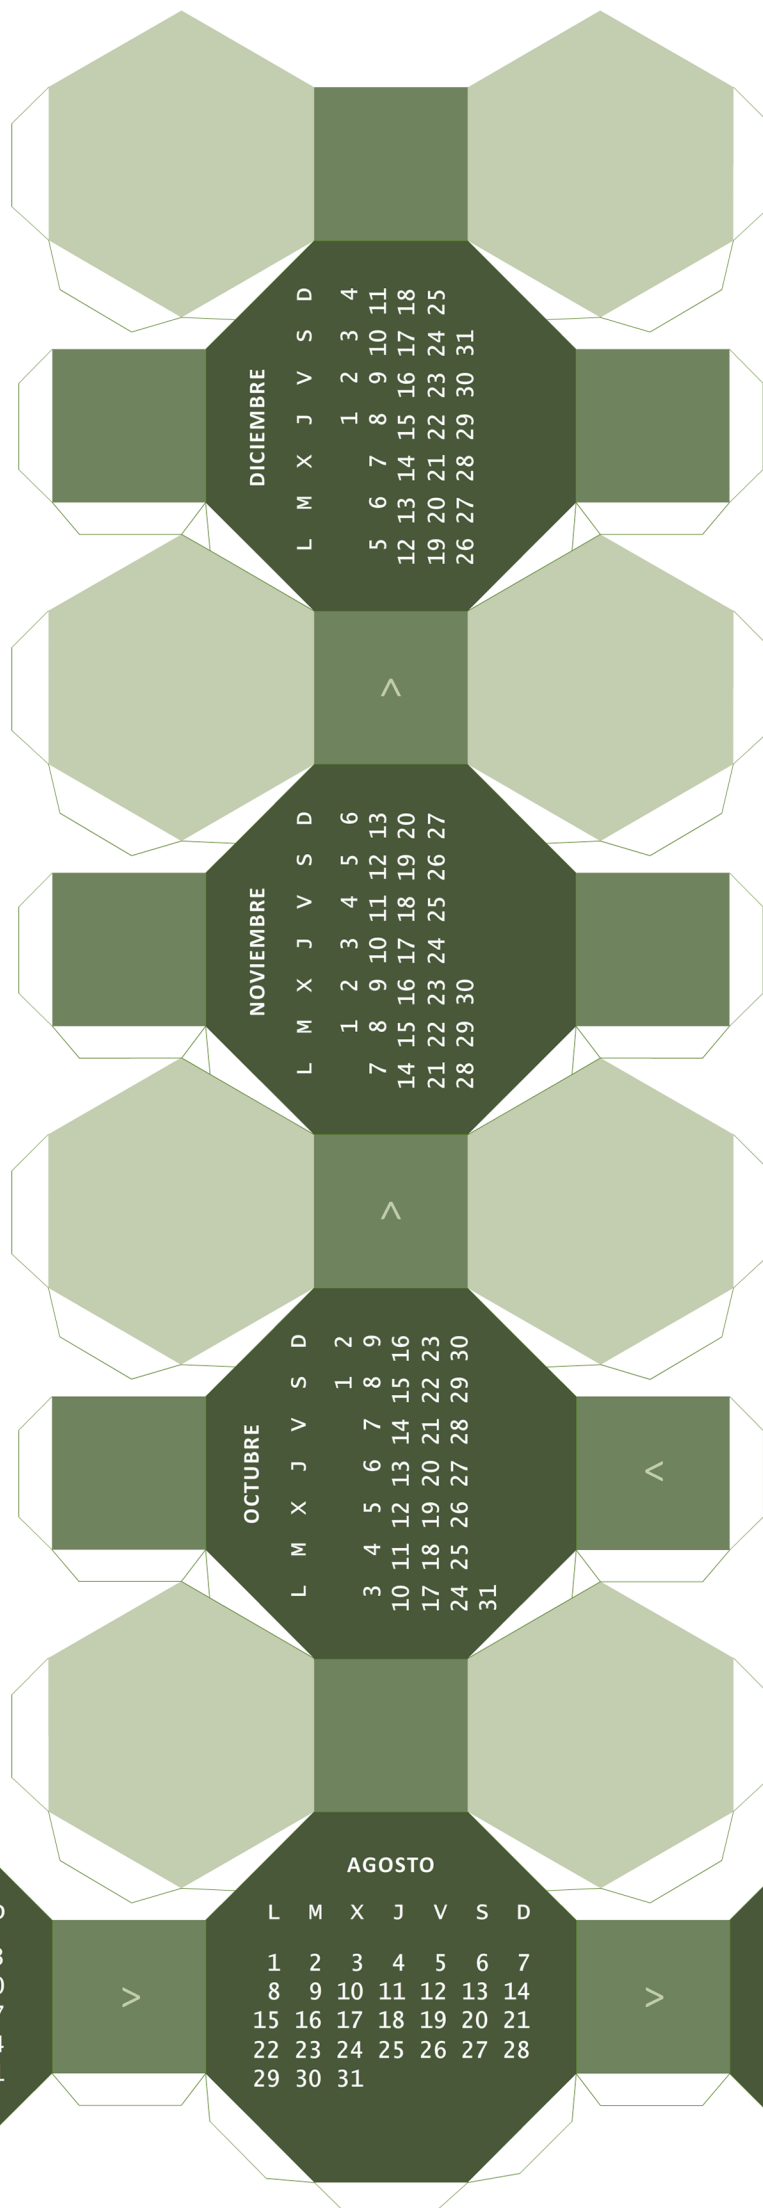 DICIEMBRE
L M X J V S D
1 2 3 4
5 6 7 8 9 10 11
12 13 14 15 16 17 18
19 20 21 22 23 24 25
26 27 28 29 30 31
>
NOVIEMBRE
L M X J V S D
1 2 3 4 5 6
7 8 9 10 11 12 13
14 15 16 17 18 19 20
21 22 23 24 25 26 27
28 29 30
>
OCTUBRE
L M X J V S D
1 2
3 4 5 6 7 8 9
10 11 12 13 14 15 16
17 18 19 20 21 22 23
24 25 26 27 28 29 30
31
<
AGOSTO
L M X J V S D
1 2 3 4 5 6 7
8 9 10 11 12 13 14
15 16 17 18 19 20 21
22 23 24 25 26 27 28
29 30 31
>
>